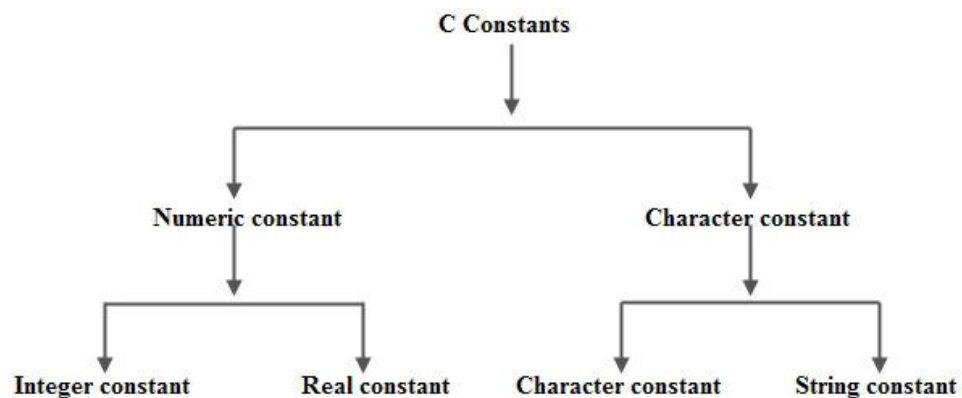 C Constants
Numeric constant
Character constant
Integer constant
Real constant
Character constant
String constant